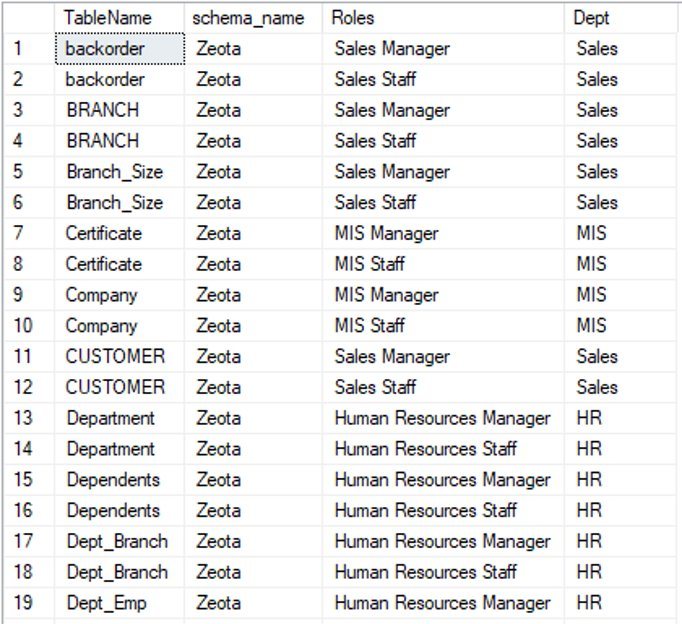 TableName schema_name Roles Dept
1 backorder Zeota Sales Manager Sales
2 backorder Zeota Sales Staff Sales
3 BRANCH Zeota Sales Manager Sales
4 BRANCH Zeota Sales Staff Sales
5 Branch_Size Zeota Sales Manager Sales
6 Branch_Size Zeota Sales Staff Sales
7 Certificate Zeota MIS Manager MIS
8 Certificate Zeota MIS Staff MIS
9 Company Zeota MIS Manager MIS
10 Company Zeota MIS Staff MIS
11 CUSTOMER Zeota Sales Manager Sales
12 CUSTOMER Zeota Sales Staff Sales
13 Department Zeota Human Resources Manager HR
14 Department Zeota Human Resources Staff HR
15 Dependents Zeota Human Resources Manager HR
16 Dependents Zeota Human Resources Staff HR
17 Dept_Branch Zeota Human Resources Manager HR
18 Dept_Branch Zeota Human Resources Staff HR
19 Dept_Emp Zeota Human Resources Manager HR